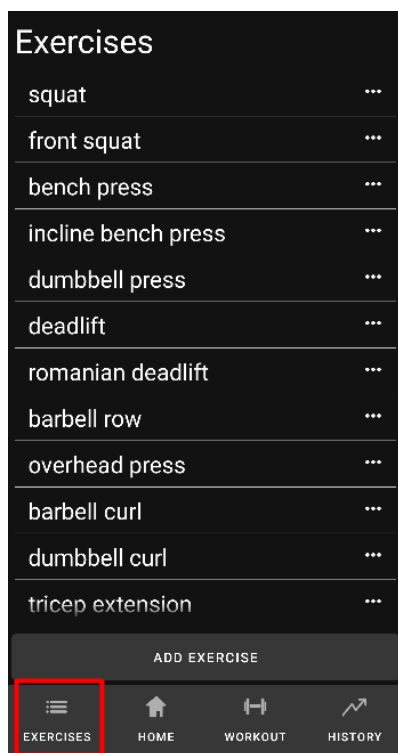 Exercises
squat
front squat
bench press
incline bench press
dumbbell press
deadlift
romanian deadlift
barbell row
overhead press
barbell curl
dumbbell curl
tricep extension
ADD EXERCISE
EXERCISES HOME WORKOUT HISTORY